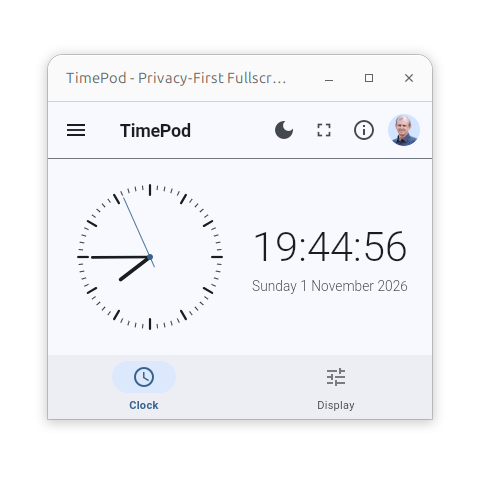 TimePod - Privacy-First Fullscr...
TimePod
19:44:56
Sunday 1 November 2026
Clock
Display